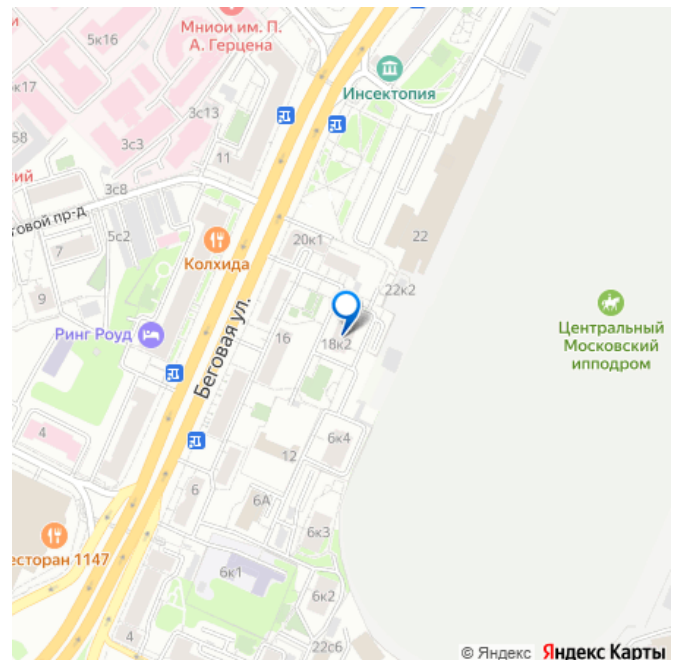 5к16
Мниои им. П.
А. Герцена
к17
Инсектопия
3с13
58
3с3
11
ий
3с8
говой пр-д
5с2
7
20к1
22
Колхида
9
22к2
Центральный
Московский
ипподром
Ринг Роуд
16
18к2
Беговая ул.
4
6к4
12
6
6А
есторан 1147
6к3
6к1
6к2
4
22с6
© Яндекс Яндекс Карты